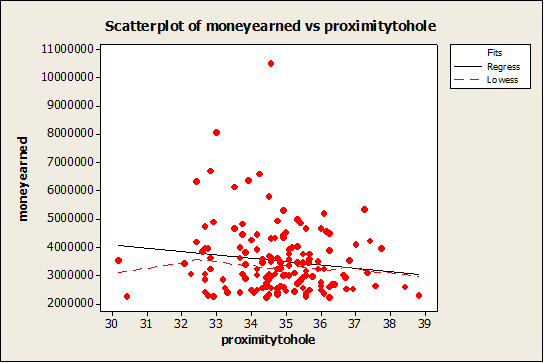 Scatterplot of moneyearned vs proximitytohole
Fits
Regress
Lowess
moneyearned
11000000
10000000
9000000
8000000
7000000
6000000
5000000
4000000
3000000
2000000
30 31 32 33 34 35 36 37 38 39
proximitytohole